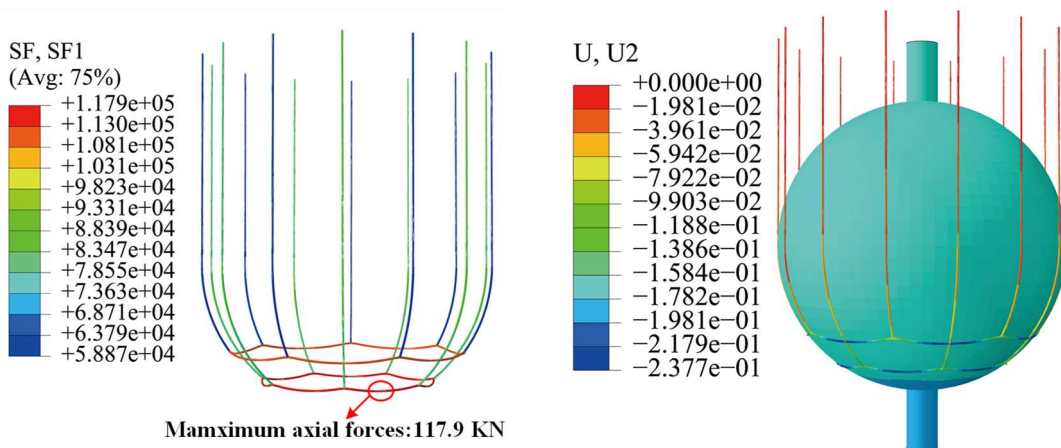 SF, SF1
(Avg: 75%)
+1.179e+05
+1.130e+05
+1.081e+05
+1.031e+05
+9.823e+04
+9.331e+04
+8.839e+04
+8.347e+04
+7.855e+04
+7.363e+04
+6.871e+04
+6.379e+04
+5.887e+04
Mamximum axial forces:117.9 KN
U, U2
+0.000e+00
−1.981e−02
−3.961e−02
−5.942e−02
−7.922e−02
−9.903e−02
−1.188e−01
−1.386e−01
−1.584e−01
−1.782e−01
−1.981e−01
−2.179e−01
−2.377e−01